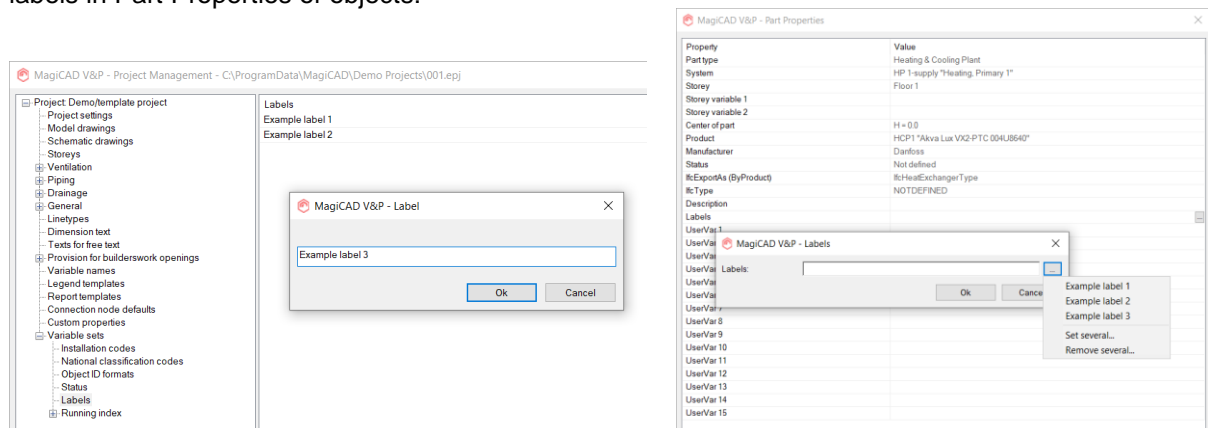 labels in Part Properties of objects.
MagiCAD V&P - Project Management - C:\ProgramData\MagiCAD\Demo Projects\001.epj
Project: Demo/template project
Project settings
Model drawings
Schematic drawings
Storeys
Ventilation
Piping
Drainage
General
Linetypes
Dimension text
Texts for free text
Provision for builderswork openings
Variable names
Legend templates
Report templates
Connection node defaults
Custom properties
Variable sets
Installation codes
National classification codes
Object ID formats
Status
Labels
Running index
Labels
Example label 1
Example label 2
MagiCAD V&P - Label
Example label 3
Ok Cancel
MagiCAD V&P - Part Properties
Property Value
Part type Heating & Cooling Plant
System HP 1-supply "Heating, Primary 1"
Storey Floor 1
Storey variable 1
Storey variable 2
Center of part H = 0.0
Product HCP1 "Akva Lux VX2-PTC 004U8640"
Manufacturer Danfoss
Status Not defined
IfcExportAs (ByProduct) IfcHeatExchangerType
IfcType NOTDEFINED
Description
Labels ...
UserVar 1
UserVar 8
UserVar 9
UserVar 10
UserVar 11
UserVar 12
UserVar 13
UserVar 14
UserVar 15
MagiCAD V&P - Labels
Labels: ...
Ok
Example label 1
Example label 2
Example label 3
Set several...
Remove several...